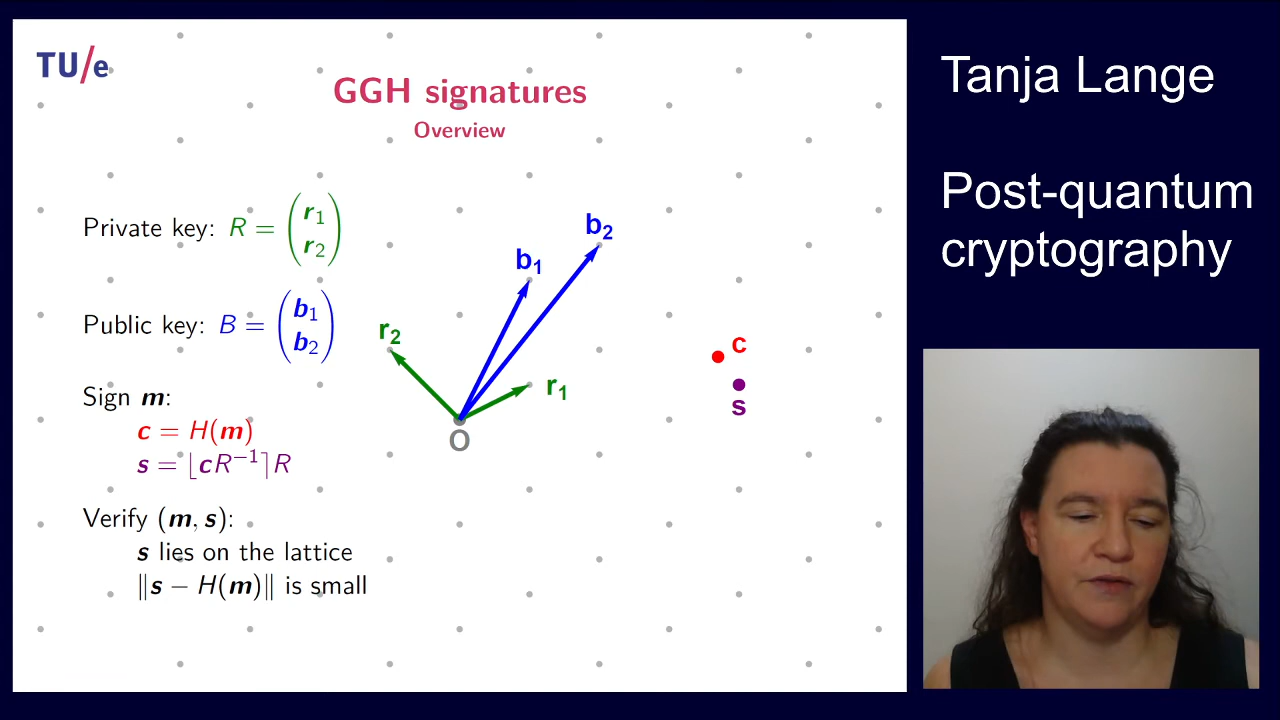 TU/e
GGH signatures
Overview
Private key: R = (r1 r2)
Public key: B = (b1 b2)
Sign m:
c = H(m)
s = ⌊cR⁻¹⌉R
Verify (m, s):
s lies on the lattice
‖s − H(m)‖ is small
b2
b1
r2
r1
O
c
s
Tanja Lange
Post-quantum
cryptography